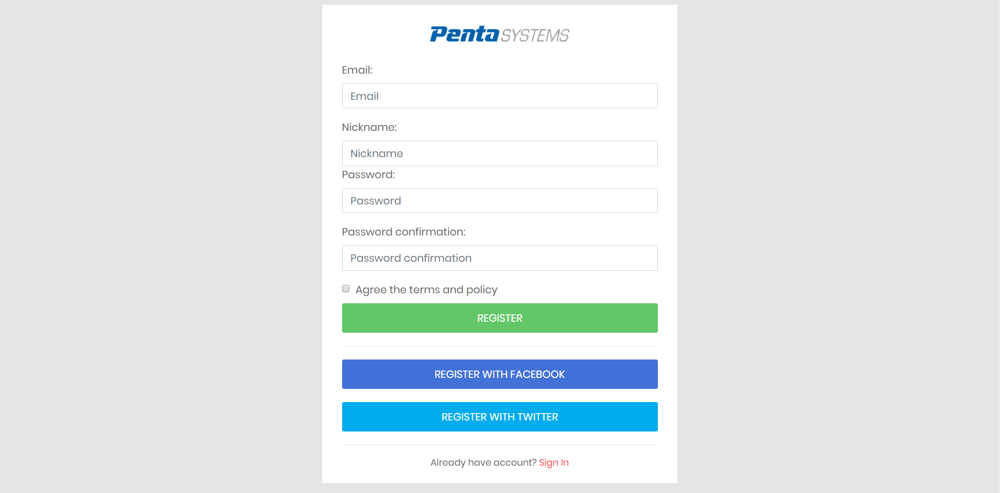 Penta SYSTEMS
Email:
Email
Nickname:
Nickname
Password:
Password
Password confirmation:
Password confirmation
Agree the terms and policy
REGISTER
REGISTER WITH FACEBOOK
REGISTER WITH TWITTER
Already have account? Sign In